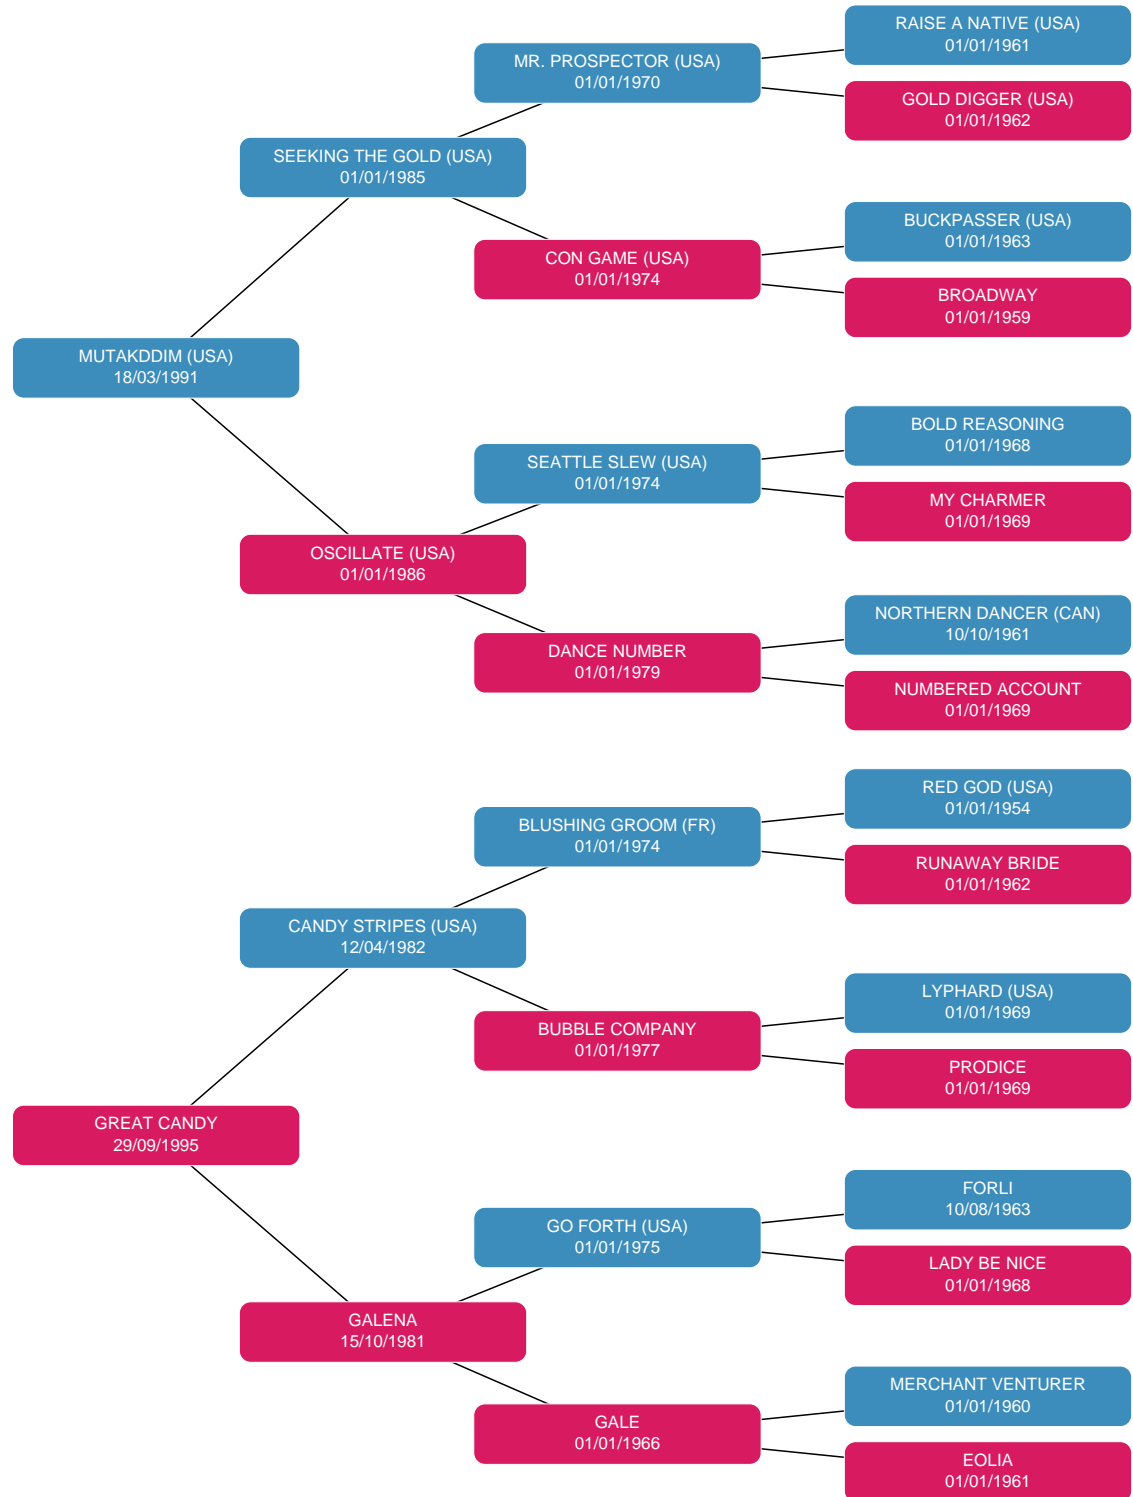 RAISE A NATIVE (USA)
01/01/1961
MR. PROSPECTOR (USA)
01/01/1970
GOLD DIGGER (USA)
01/01/1962
SEEKING THE GOLD (USA)
01/01/1985
BUCKPASSER (USA)
01/01/1963
CON GAME (USA)
01/01/1974
BROADWAY
01/01/1959
MUTAKDDIM (USA)
18/03/1991
BOLD REASONING
01/01/1968
SEATTLE SLEW (USA)
01/01/1974
MY CHARMER
01/01/1969
OSCILLATE (USA)
01/01/1986
NORTHERN DANCER (CAN)
10/10/1961
DANCE NUMBER
01/01/1979
NUMBERED ACCOUNT
01/01/1969
RED GOD (USA)
01/01/1954
BLUSHING GROOM (FR)
01/01/1974
RUNAWAY BRIDE
01/01/1962
CANDY STRIPES (USA)
12/04/1982
LYPHARD (USA)
01/01/1969
BUBBLE COMPANY
01/01/1977
PRODICE
01/01/1969
GREAT CANDY
29/09/1995
FORLI
10/08/1963
GO FORTH (USA)
01/01/1975
LADY BE NICE
01/01/1968
GALENA
15/10/1981
MERCHANT VENTURER
01/01/1960
GALE
01/01/1966
EOLIA
01/01/1961